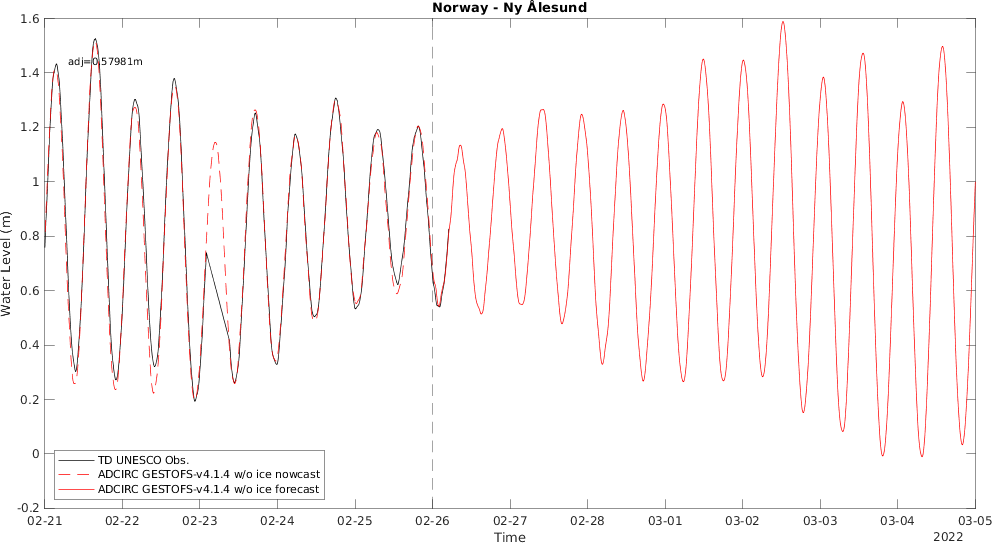 Norway - Ny Ålesund
adj=0.57981m
Water Level (m)
1.6
1.4
1.2
1
0.8
0.6
0.4
0.2
0
-0.2
TD UNESCO Obs.
ADCIRC GESTOFS-v4.1.4 w/o ice nowcast
ADCIRC GESTOFS-v4.1.4 w/o ice forecast
02-21 02-22 02-23 02-24 02-25 02-26 02-27 02-28 03-01 03-02 03-03 03-04 03-05
Time
2022